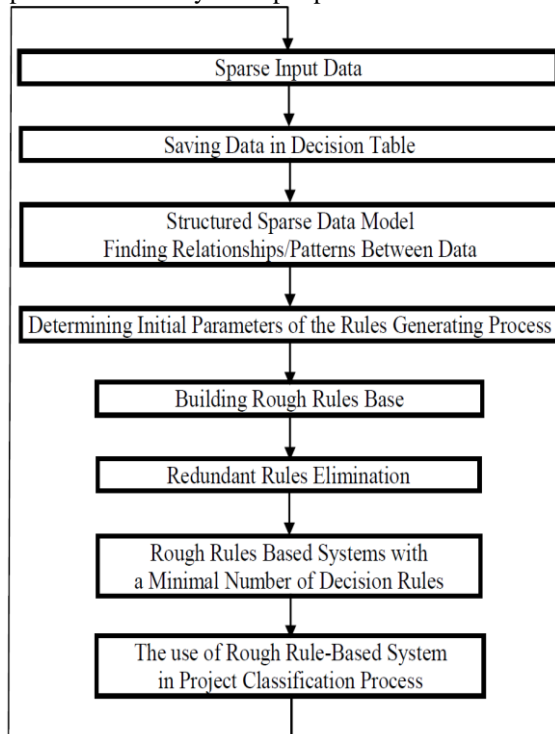 Sparse Input Data
Saving Data in Decision Table
Structured Sparse Data Model
Finding Relationships/Patterns Between Data
Determining Initial Parameters of the Rules Generating Process
Building Rough Rules Base
Redundant Rules Elimination
Rough Rules Based Systems with
a Minimal Number of Decision Rules
The use of Rough Rule-Based System
in Project Classification Process